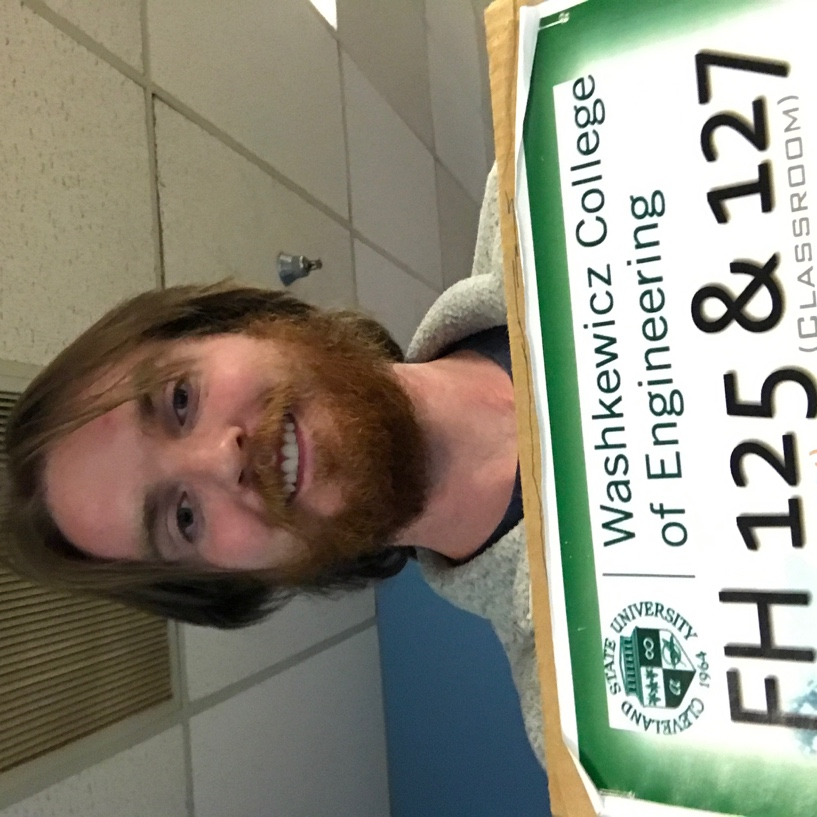 CLEVELAND STATE UNIVERSITY
1964
Washkewicz College
of Engineering
FH 125 & 127
(CLASSROOM)